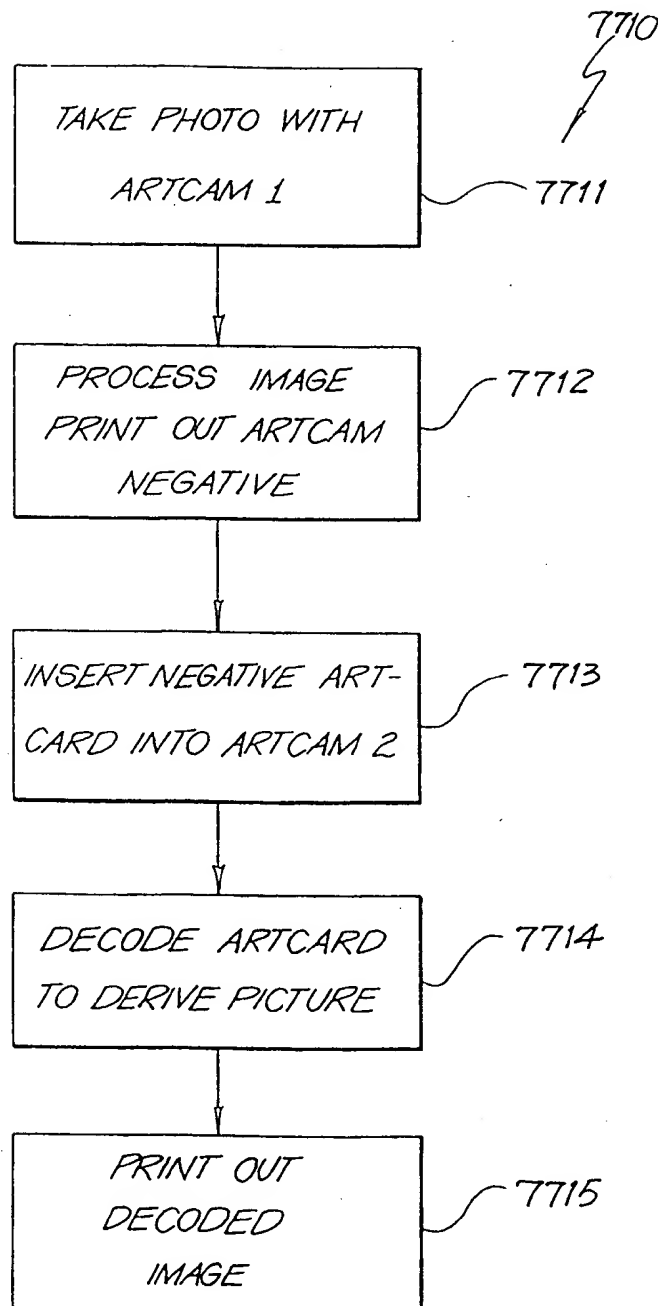 7710
TAKE PHOTO WITH
ARTCAM 1
7711
PROCESS IMAGE
PRINT OUT ARTCAM
NEGATIVE
7712
INSERT NEGATIVE ART-
CARD INTO ARTCAM 2
7713
DECODE ARTCARD
TO DERIVE PICTURE
7714
PRINT OUT
DECODED
IMAGE
7715